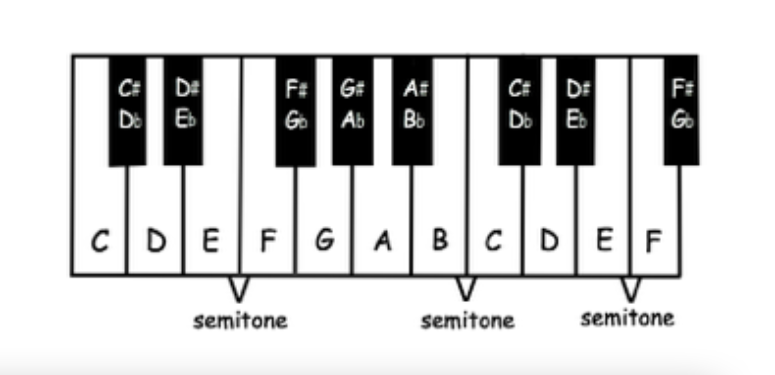 C# D# F# G# A# C# D# F#
Db Eb Gb Ab Bb Db Eb Gb
C D E F G A B C D E F
semitone semitone semitone